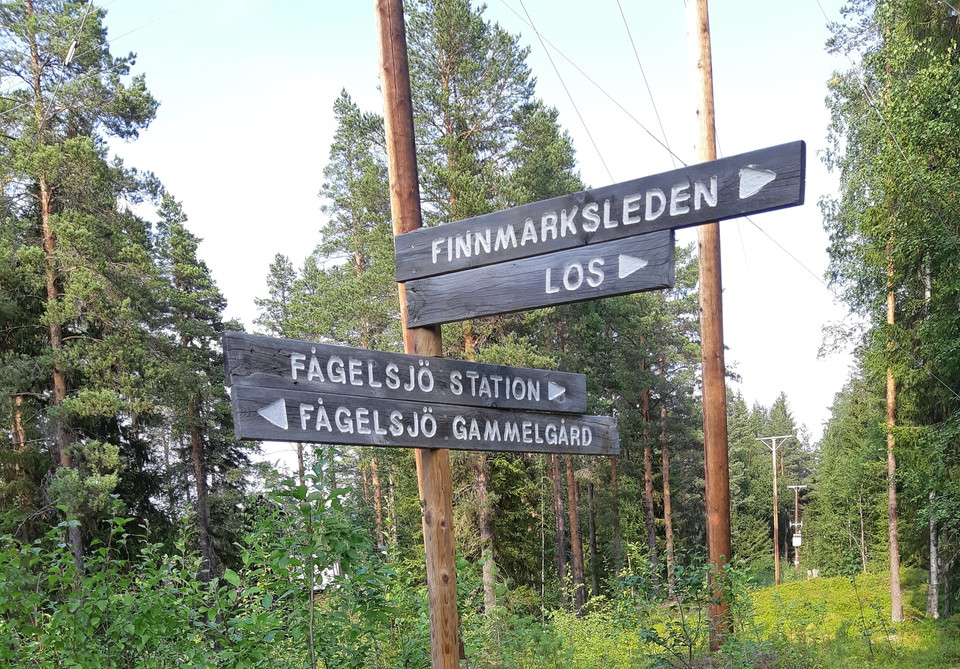 FINNMARKSLEDEN
LOS
FÅGELSJÖ STATION
FÅGELSJÖ GAMMELGÅRD